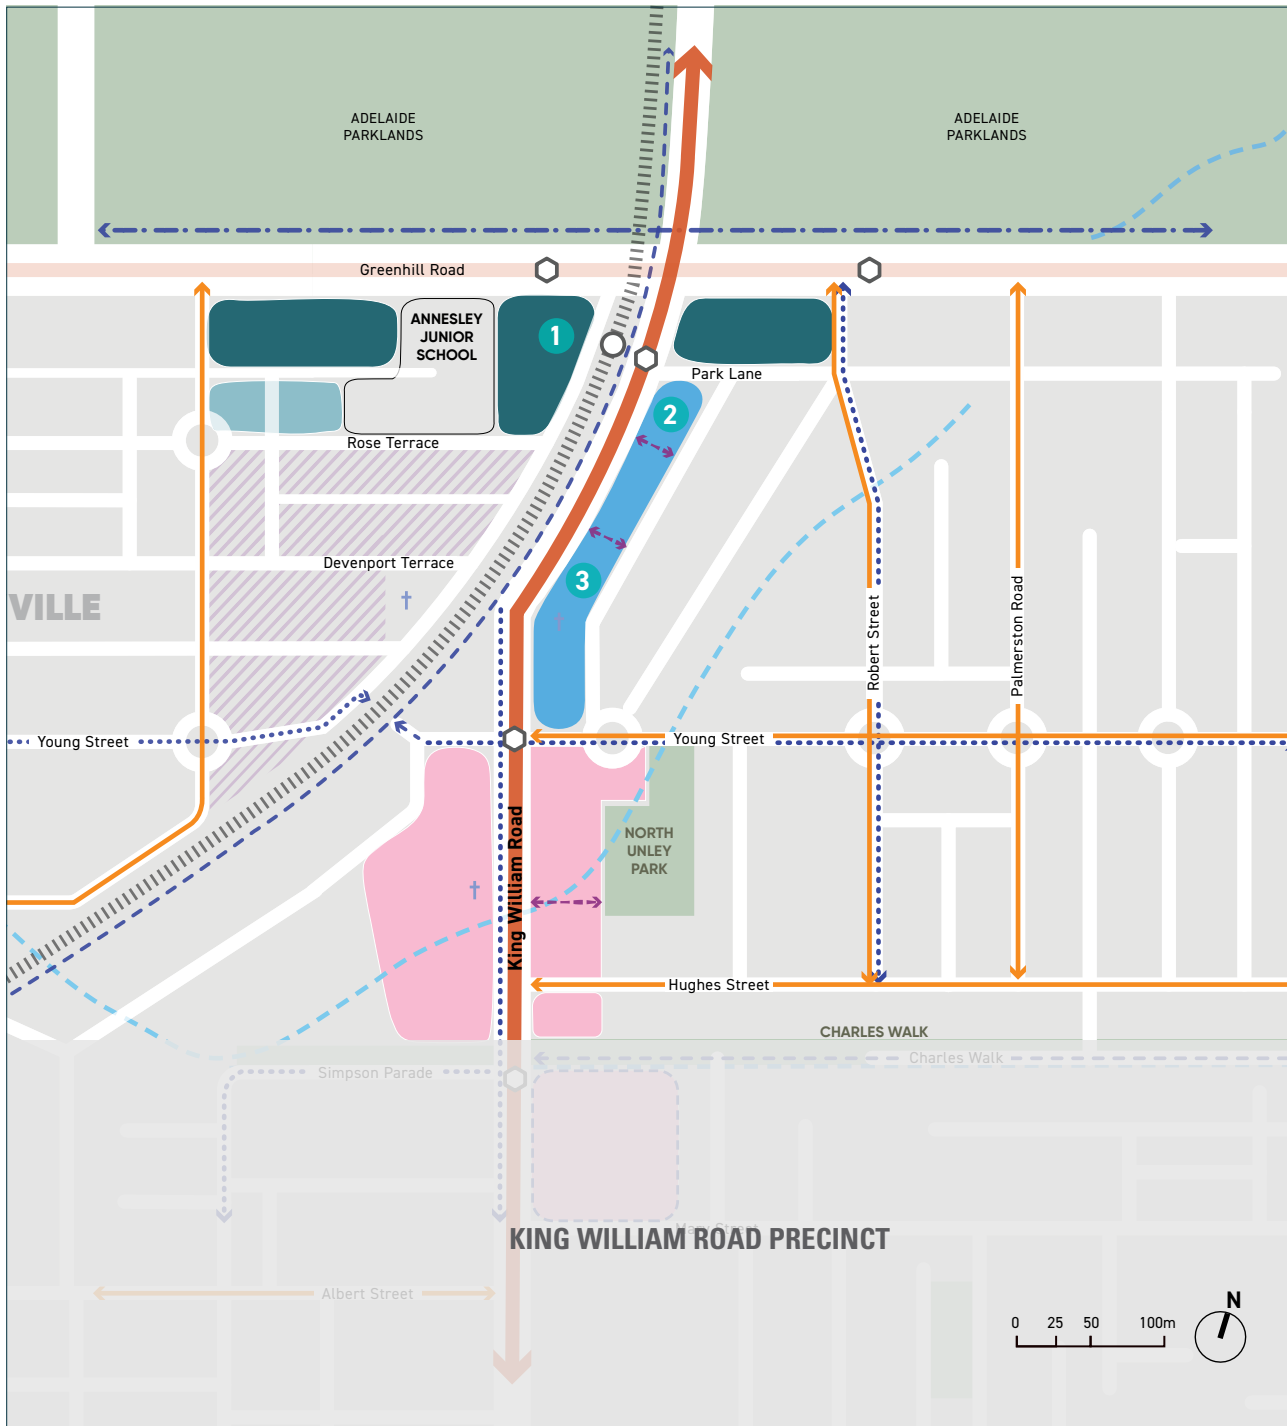 ADELAIDE
PARKLANDS
ADELAIDE
PARKLANDS
Greenhill Road
ANNESLEY
JUNIOR
SCHOOL
1
Park Lane
2
Rose Terrace
Devenport Terrace
3
VILLE
Robert Street
Palmerston Road
Young Street
Young Street
King William Road
NORTH
UNLEY
PARK
Hughes Street
CHARLES WALK
Charles Walk
Simpson Parade
Mary Street
KING WILLIAM ROAD PRECINCT
Albert Street
N
0 25 50 100m